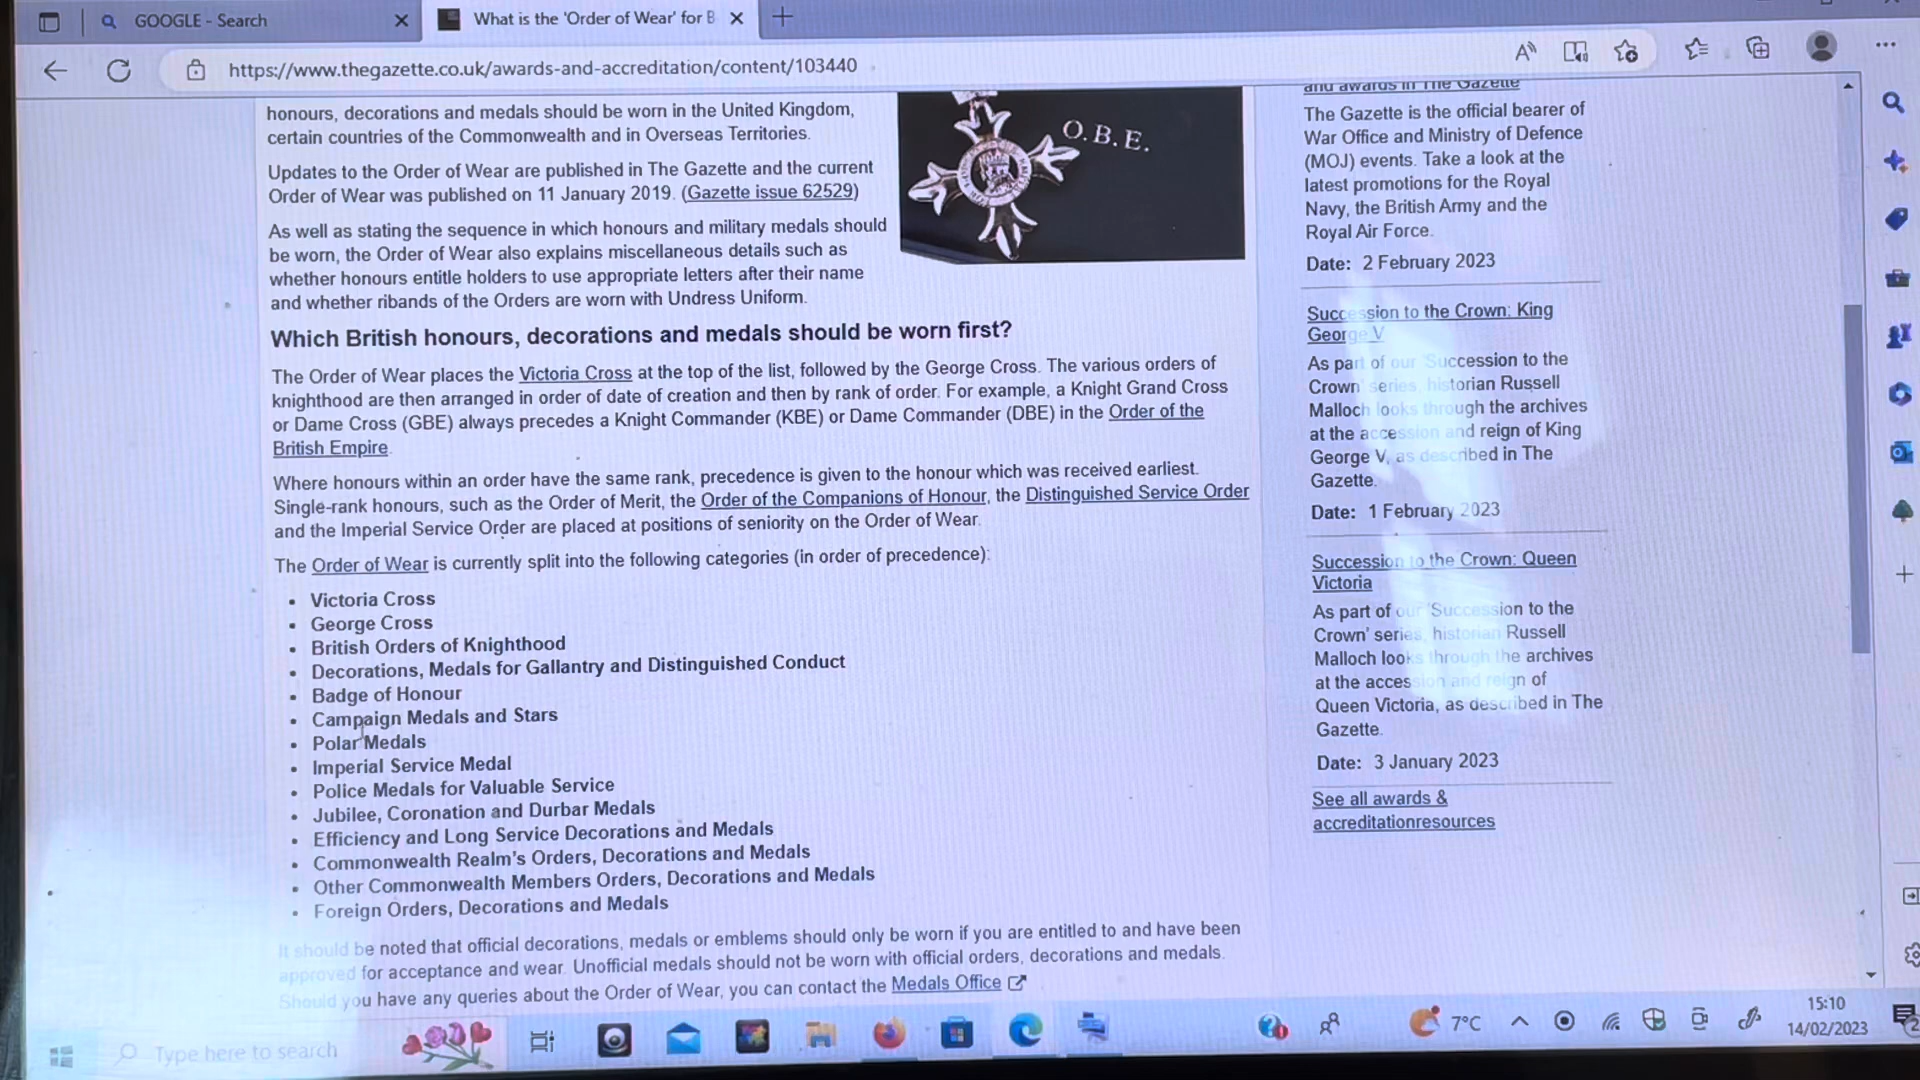 GOOGLE - Search
What is the 'Order of Wear' for B
https://www.thegazette.co.uk/awards-and-accreditation/content/103440
honours, decorations and medals should be worn in the United Kingdom,
certain countries of the Commonwealth and in Overseas Territories.
Updates to the Order of Wear are published in The Gazette and the current
Order of Wear was published on 11 January 2019. (Gazette issue 62529)
As well as stating the sequence in which honours and military medals should
be worn, the Order of Wear also explains miscellaneous details such as
whether honours entitle holders to use appropriate letters after their name
and whether ribands of the Orders are worn with Undress Uniform.
O.B.E.
Which British honours, decorations and medals should be worn first?
The Order of Wear places the Victoria Cross at the top of the list, followed by the George Cross. The various orders of
knighthood are then arranged in order of date of creation and then by rank of order. For example, a Knight Grand Cross
or Dame Cross (GBE) always precedes a Knight Commander (KBE) or Dame Commander (DBE) in the Order of the
British Empire.
Where honours within an order have the same rank, precedence is given to the honour which was received earliest.
Single-rank honours, such as the Order of Merit, the Order of the Companions of Honour, the Distinguished Service Order
and the Imperial Service Order are placed at positions of seniority on the Order of Wear.
The Order of Wear is currently split into the following categories (in order of precedence):
• Victoria Cross
• George Cross
• British Orders of Knighthood
• Decorations, Medals for Gallantry and Distinguished Conduct
• Badge of Honour
• Campaign Medals and Stars
• Polar Medals
• Imperial Service Medal
• Police Medals for Valuable Service
• Jubilee, Coronation and Durbar Medals
• Efficiency and Long Service Decorations and Medals
• Commonwealth Realm's Orders, Decorations and Medals
• Other Commonwealth Members Orders, Decorations and Medals
• Foreign Orders, Decorations and Medals
It should be noted that official decorations, medals or emblems should only be worn if you are entitled to and have been
approved for acceptance and wear. Unofficial medals should not be worn with official orders, decorations and medals.
Should you have any queries about the Order of Wear, you can contact the Medals Office
and awards in The Gazette
The Gazette is the official bearer of
War Office and Ministry of Defence
(MOJ) events. Take a look at the
latest promotions for the Royal
Navy, the British Army and the
Royal Air Force.
Date: 2 February 2023
Succession to the Crown: King
George V
As part of our 'Succession to the
Crown' series, historian Russell
Malloch looks through the archives
at the accession and reign of King
George V, as described in The
Gazette.
Date: 1 February 2023
Succession to the Crown: Queen
Victoria
As part of our 'Succession to the
Crown' series, historian Russell
Malloch looks through the archives
at the accession and reign of
Queen Victoria, as described in The
Gazette.
Date: 3 January 2023
See all awards &
accreditationresources
Type here to search
7°C
15:10
14/02/2023